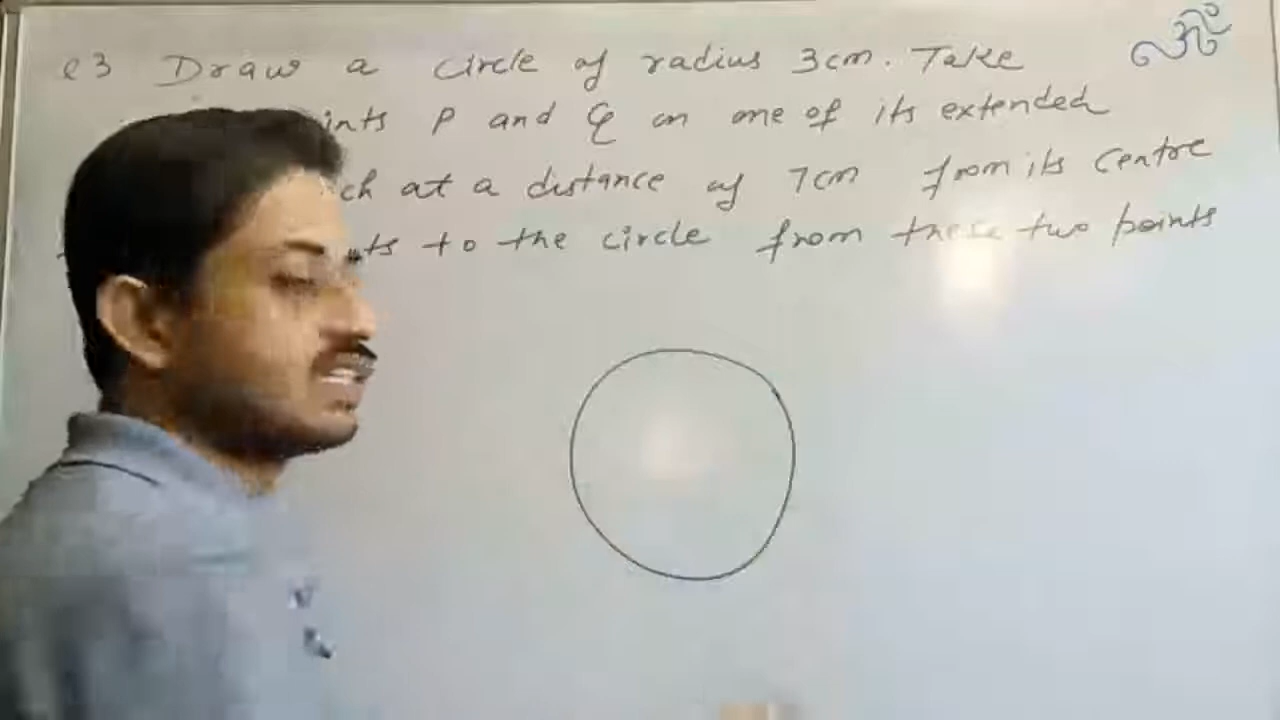 e3 Draw a circle of radius 3cm. Take
ints P and Q on one of its extended
ch at a distance of 7cm from its centre
ts to the circle from these two points
ॐ